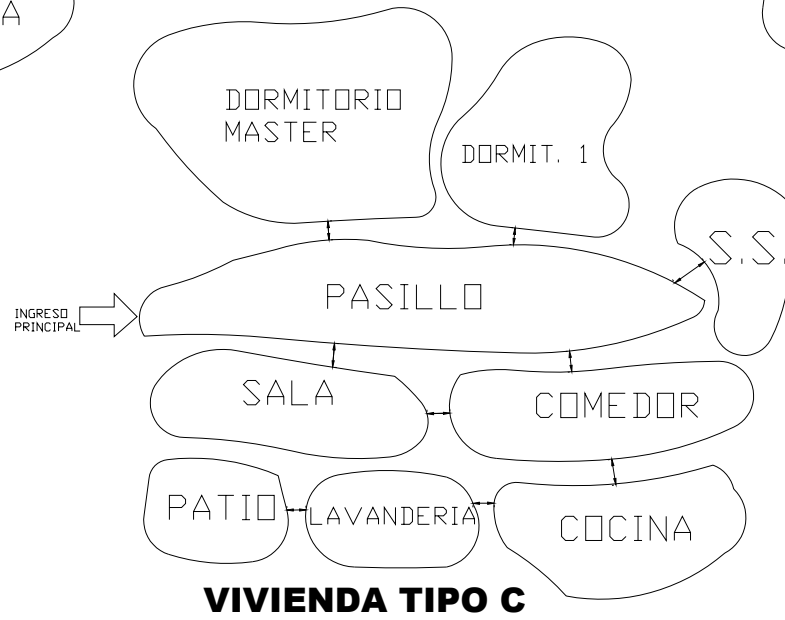 A
DORMITORIO
MASTER
DORMIT. 1
S.S.
PASILLO
INGRESO
PRINCIPAL
SALA
COMEDOR
PATIO
LAVANDERIA
COCINA
VIVIENDA TIPO C